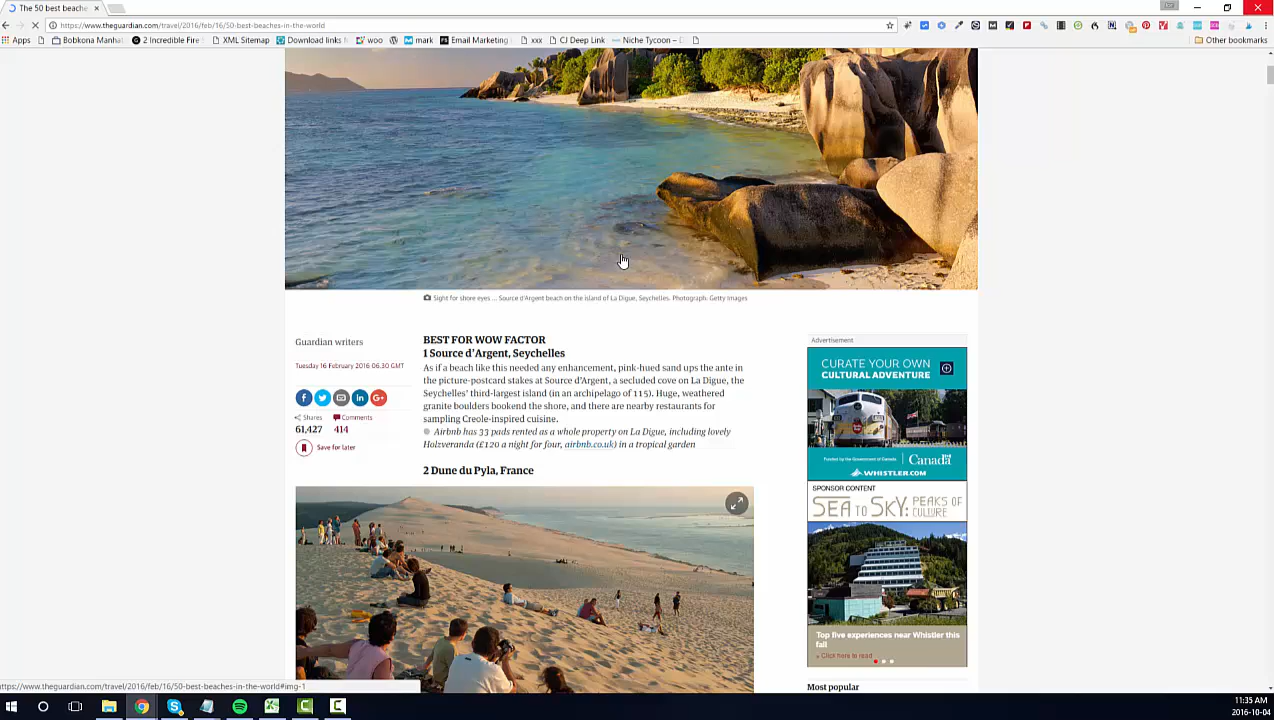 The 50 best beache
https://www.theguardian.com/travel/2016/feb/16/50-best-beaches-in-the-world
Apps
Bobkona Manha
2 Incredible Fire
XML Sitemap
Download links
woo
mark
Email Marketing
xxx
CJ Deep Link
Niche Tycoon –
Other bookmarks
Sight for shore eyes ... Source d'Argent beach on the island of La Digue, Seychelles. Photograph: Getty Images
Guardian writers
Tuesday 16 February 2016 06.30 GMT
Shares
Comments
61,427
414
Save for later
BEST FOR WOW FACTOR
1 Source d'Argent, Seychelles
As if a beach like this needed any enhancement, pink-hued sand ups the ante in
the picture-postcard stakes at Source d'Argent, a secluded cove on La Digue, the
Seychelles' third-largest island (in an archipelago of 115). Huge, weathered
granite boulders bookend the shore, and there are nearby restaurants for
sampling Creole-inspired cuisine.
Airbnb has 33 pads rented as a whole property on La Digue, including lovely
Holzveranda (£120 a night for four, airbnb.co.uk) in a tropical garden
2 Dune du Pyla, France
Advertisement
CURATE YOUR OWN
CULTURAL ADVENTURE
Funded by the Government of Canada
Canada
WHISTLER.COM
SPONSOR CONTENT
SEA TO SKY: PEAKS OF
CULTURE
Top five experiences near Whistler this
fall
» Click here to read
Most popular
https://www.theguardian.com/travel/2016/feb/16/50-best-beaches-in-the-world#img-1
11:35 AM
2016-10-04